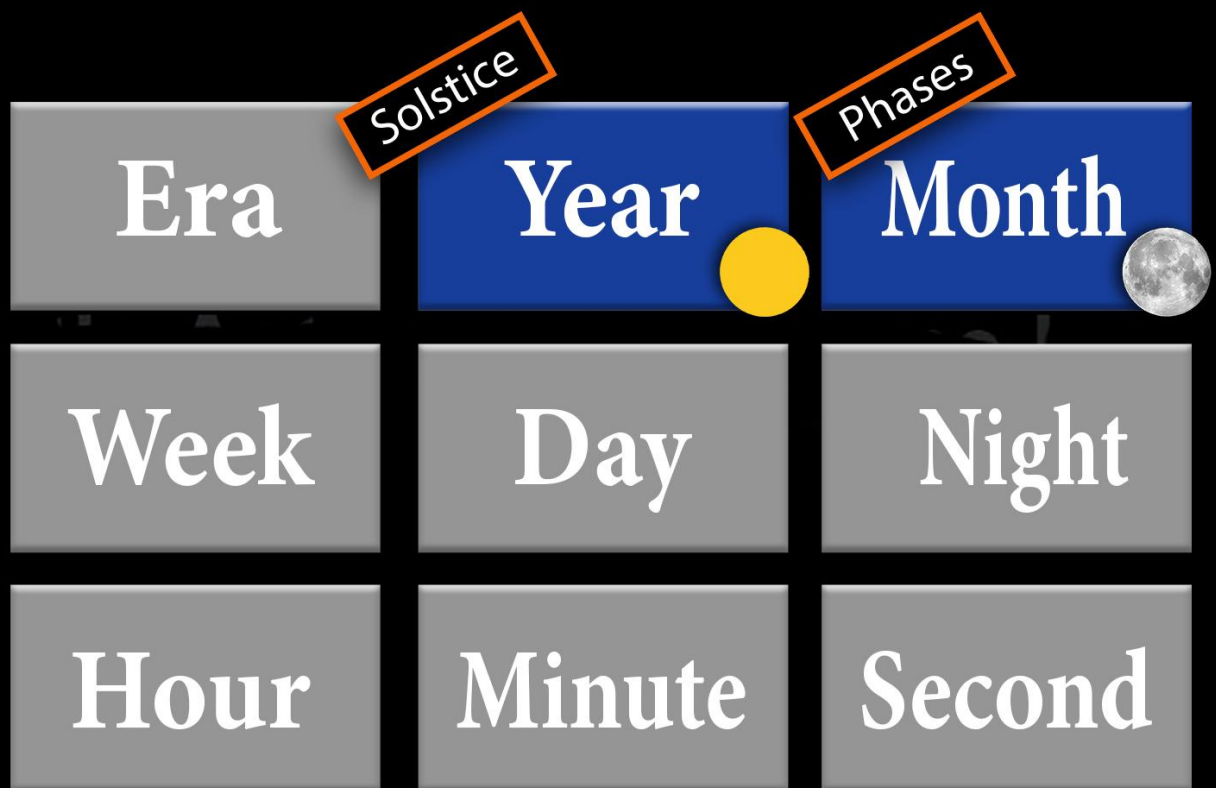 Solstice
Phases
Era
Year
Month
Week
Day
Night
Hour
Minute
Second